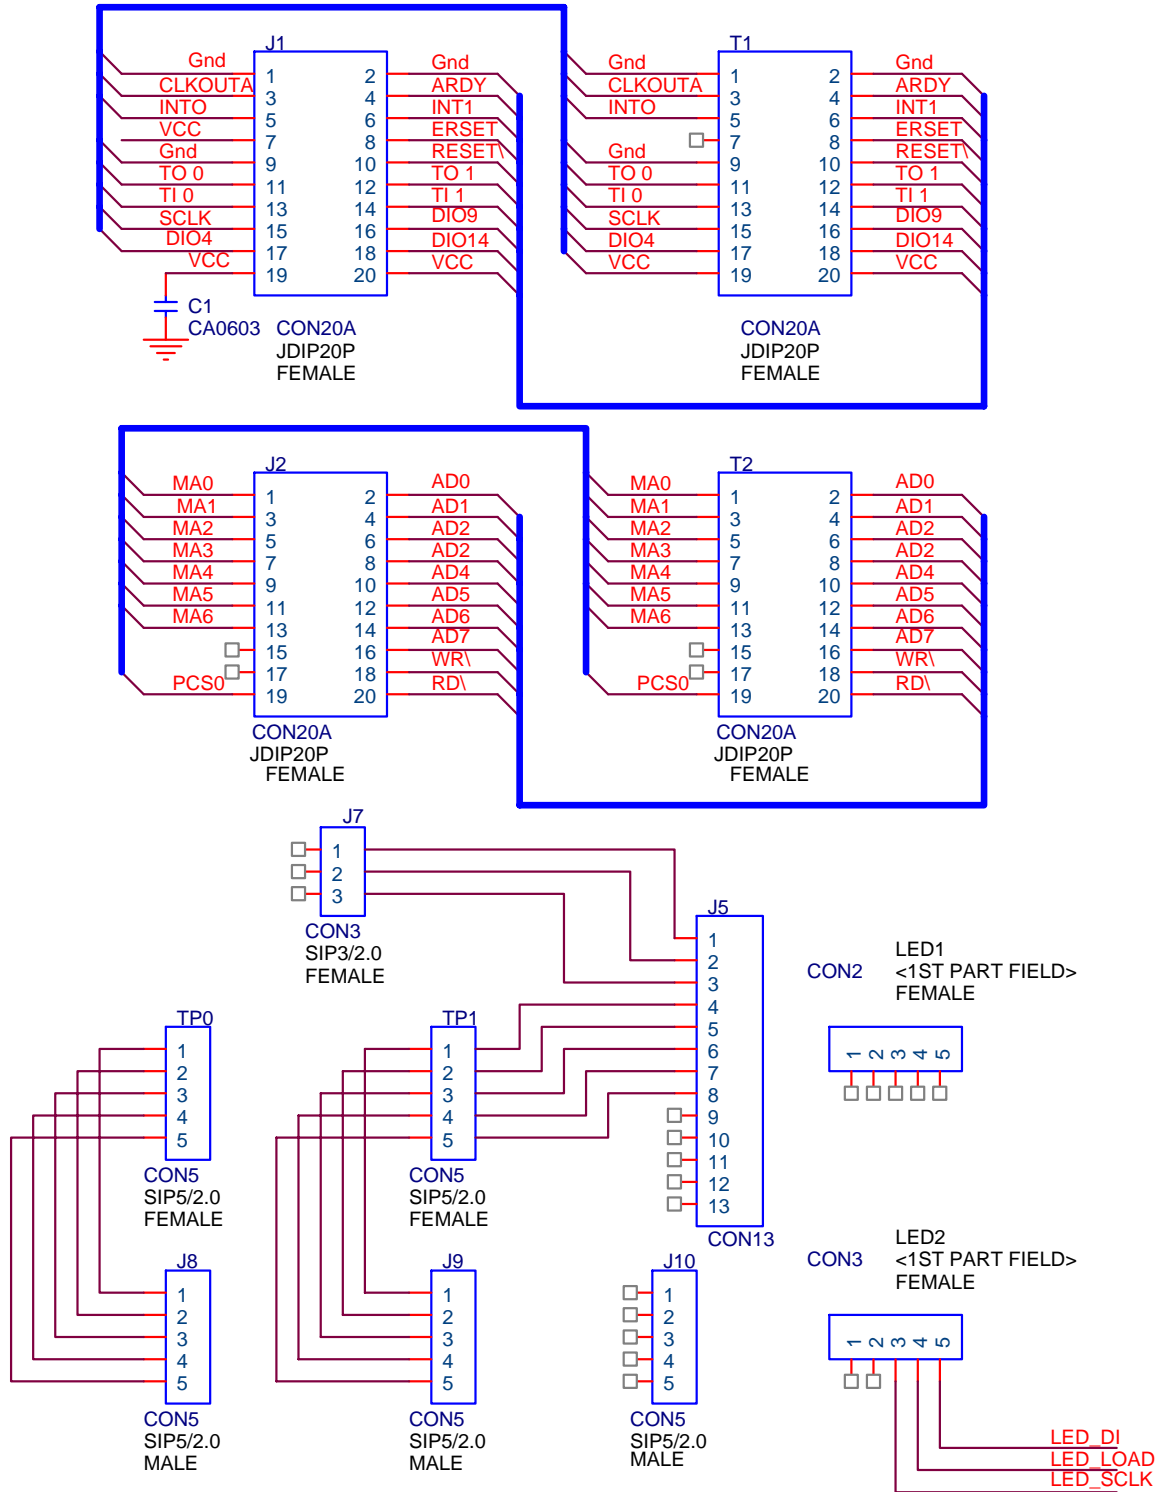 J1
T1
Gnd 1 2 Gnd
Gnd 1 2 Gnd
CLKOUTA 3 4 ARDY
CLKOUTA 3 4 ARDY
INTO 5 6 INT1
INTO 5 6 INT1
VCC 7 8 ERSET
7 8 ERSET
Gnd 9 10 RESET\
Gnd 9 10 RESET\
TO 0 11 12 TO 1
TO 0 11 12 TO 1
TI 0 13 14 TI 1
TI 0 13 14 TI 1
SCLK 15 16 DIO9
SCLK 15 16 DIO9
DIO4 17 18 DIO14
DIO4 17 18 DIO14
VCC 19 20 VCC
VCC 19 20 VCC
C1
CA0603
CON20A
JDIP20P
FEMALE
CON20A
JDIP20P
FEMALE
J2
T2
MA0 1 2 AD0
MA0 1 2 AD0
MA1 3 4 AD1
MA1 3 4 AD1
MA2 5 6 AD2
MA2 5 6 AD2
MA3 7 8 AD2
MA3 7 8 AD2
MA4 9 10 AD4
MA4 9 10 AD4
MA5 11 12 AD5
MA5 11 12 AD5
MA6 13 14 AD6
MA6 13 14 AD6
15 16 AD7
15 16 AD7
17 18 WR\
17 18 WR\
PCS0 19 20 RD\
PCS0 19 20 RD\
CON20A
JDIP20P
FEMALE
CON20A
JDIP20P
FEMALE
J7
1
2
3
CON3
SIP3/2.0
FEMALE
J5
1
2
3
4
5
6
7
8
9
10
11
12
13
CON13
LED1
CON2 <1ST PART FIELD>
FEMALE
1 2 3 4 5
TP0
1
2
3
4
5
CON5
SIP5/2.0
FEMALE
TP1
1
2
3
4
5
CON5
SIP5/2.0
FEMALE
J8
1
2
3
4
5
CON5
SIP5/2.0
MALE
J9
1
2
3
4
5
CON5
SIP5/2.0
MALE
J10
1
2
3
4
5
CON5
SIP5/2.0
MALE
LED2
CON3 <1ST PART FIELD>
FEMALE
1 2 3 4 5
LED_DI
LED_LOAD
LED_SCLK